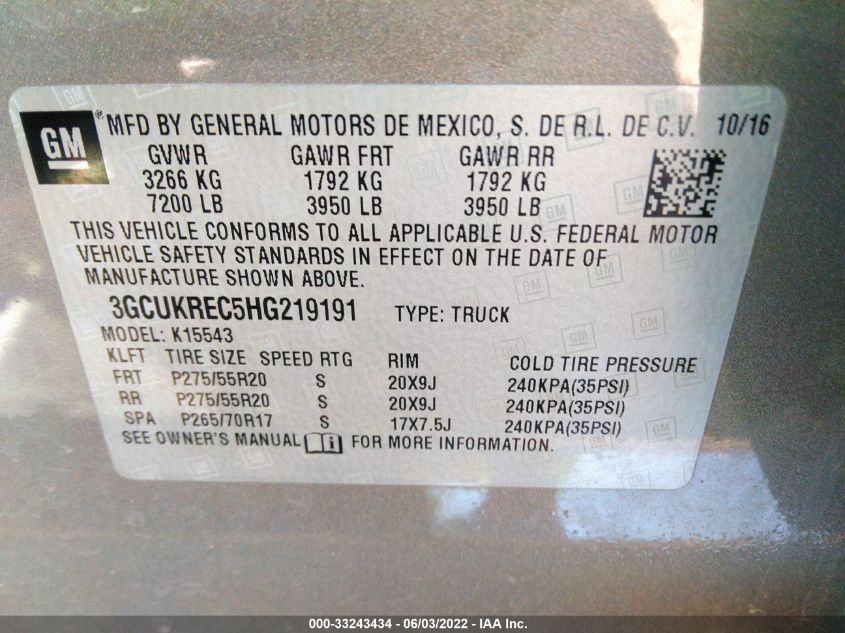 GM ® MFD BY GENERAL MOTORS DE MEXICO, S. DE R.L. DE C.V. 10/16
GVWR GAWR FRT GAWR RR
3266 KG 1792 KG 1792 KG
7200 LB 3950 LB 3950 LB
THIS VEHICLE CONFORMS TO ALL APPLICABLE U.S. FEDERAL MOTOR
VEHICLE SAFETY STANDARDS IN EFFECT ON THE DATE OF
MANUFACTURE SHOWN ABOVE.
3GCUKREC5HG219191 TYPE: TRUCK
MODEL: K15543
KLFT TIRE SIZE SPEED RTG RIM COLD TIRE PRESSURE
FRT P275/55R20 S 20X9J 240KPA(35PSI)
RR P275/55R20 S 20X9J 240KPA(35PSI)
SPA P265/70R17 S 17X7.5J 240KPA(35PSI)
SEE OWNER'S MANUAL i FOR MORE INFORMATION.
000-33243434 - 06/03/2022 - IAA Inc.